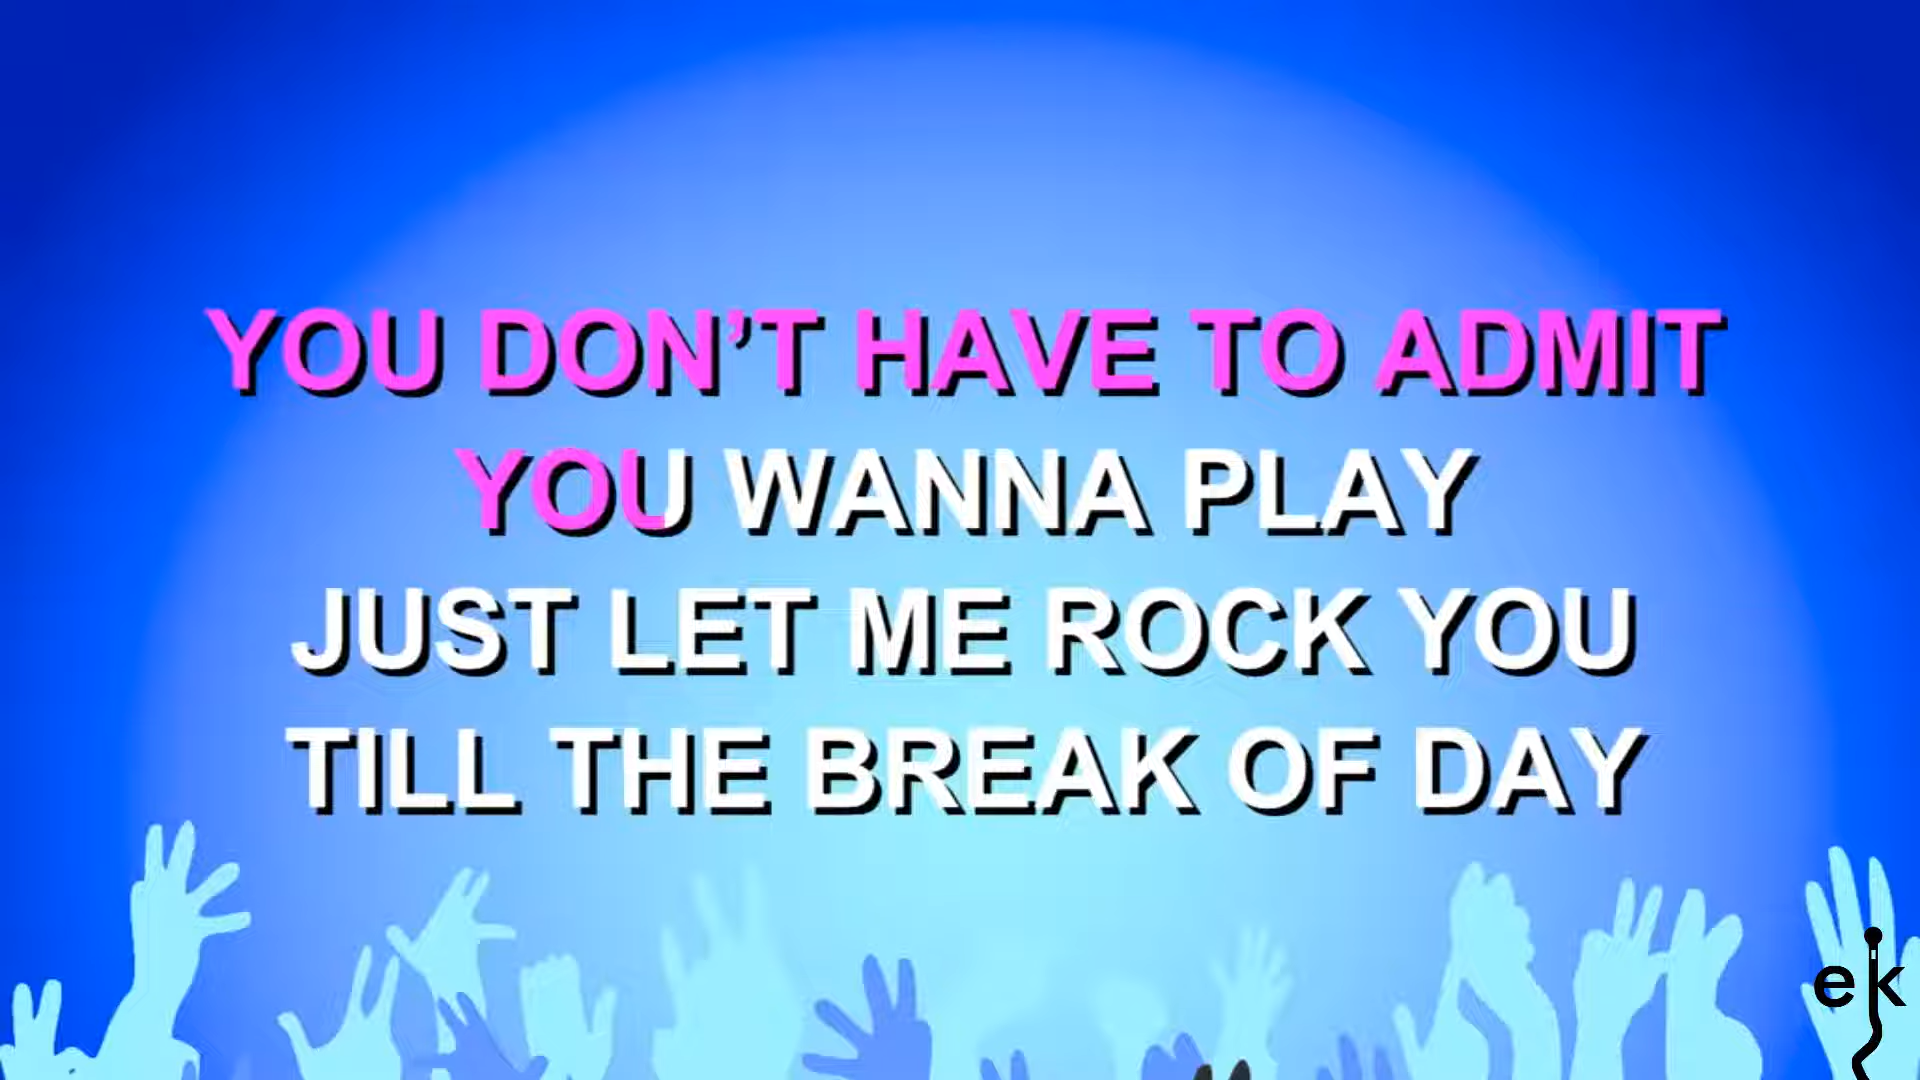 YOU DON'T HAVE TO ADMIT
YOU WANNA PLAY
JUST LET ME ROCK YOU
TILL THE BREAK OF DAY
ek